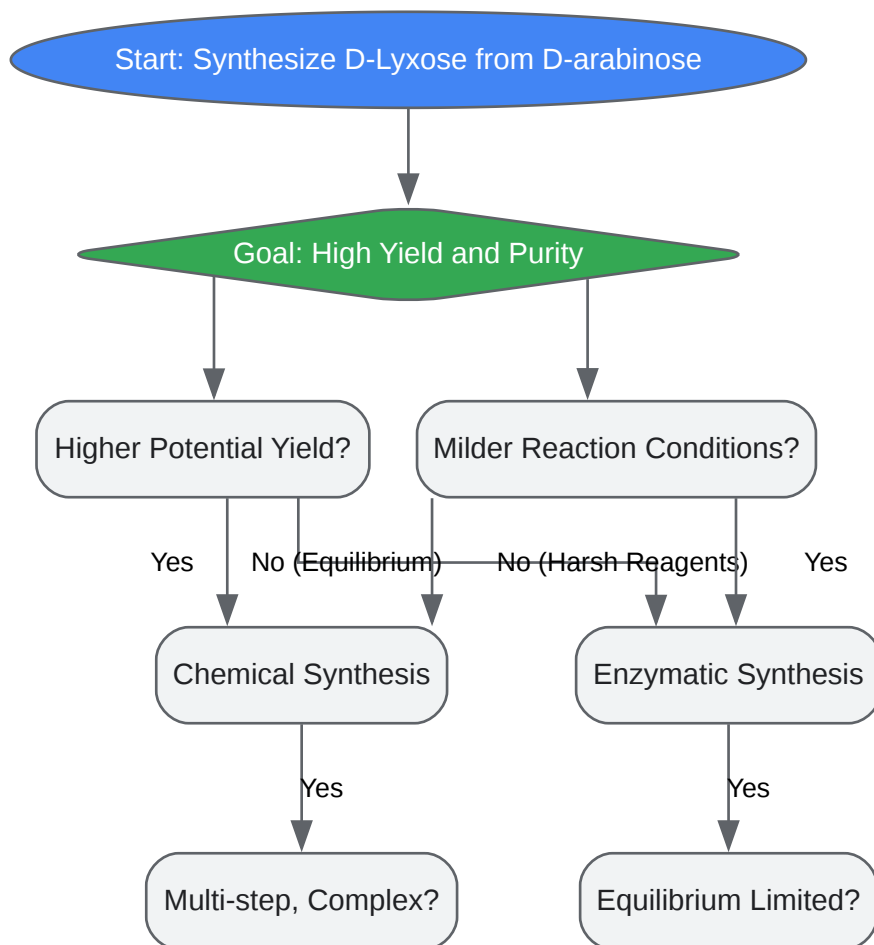 Start: Synthesize D-Lyxose from D-arabinose
Goal: High Yield and Purity
Higher Potential Yield?
Milder Reaction Conditions?
Yes
No (Equilibrium)
No (Harsh Reagents)
Yes
Chemical Synthesis
Enzymatic Synthesis
Yes
Yes
Multi-step, Complex?
Equilibrium Limited?